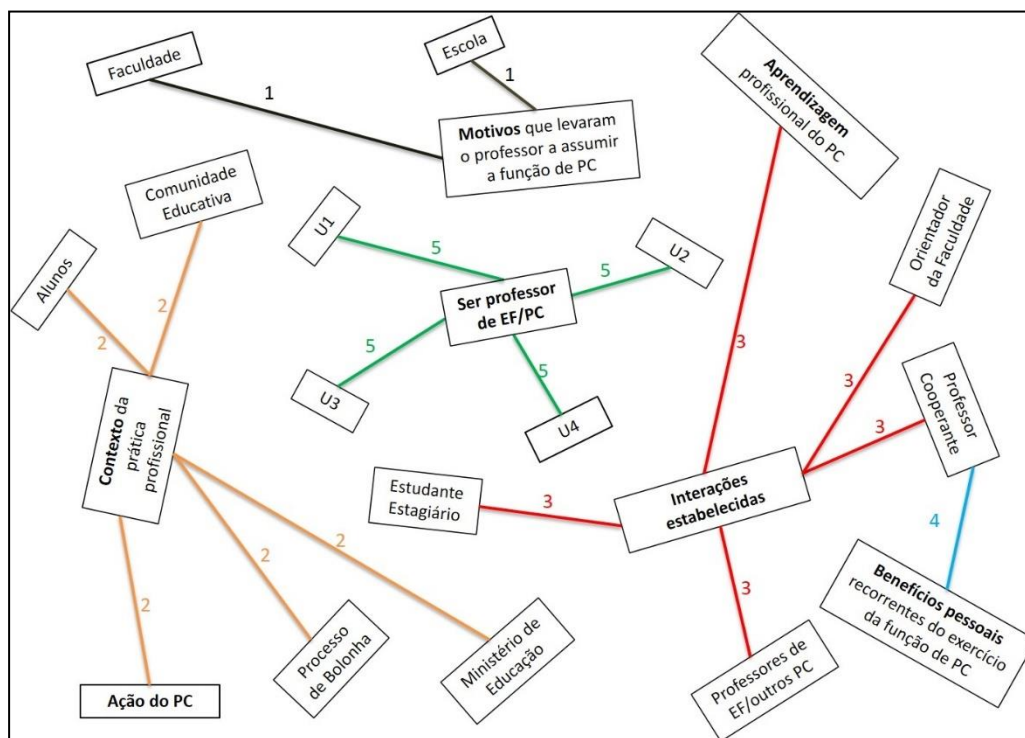 Faculdade
1
Escola
1
Motivos que levaram
o professor a assumir
a função de PC
Aprendizagem
profissional do PC
Comunidade
Educativa
Alunos
2
2
U1
5
U2
5
Ser professor
de EF/PC
5
U3
5
U4
Orientador
da Faculdade
3
3
Professor
Cooperante
3
Contexto da
prática
profissional
Estudante
Estagiário
3
Interações
estabelecidas
4
2
2
2
3
Benefícios pessoais
recorrentes do exercício
da função de PC
Processo
de Bolonha
Ministério de
Educação
Professores de
EF/outros PC
Ação do PC